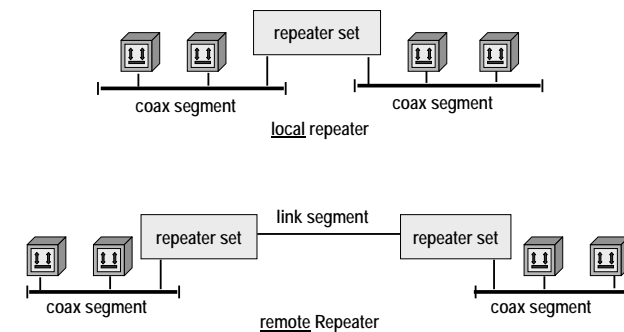 repeater set
coax segment
coax segment
local repeater
link segment
repeater set
repeater set
coax segment
coax segment
remote Repeater